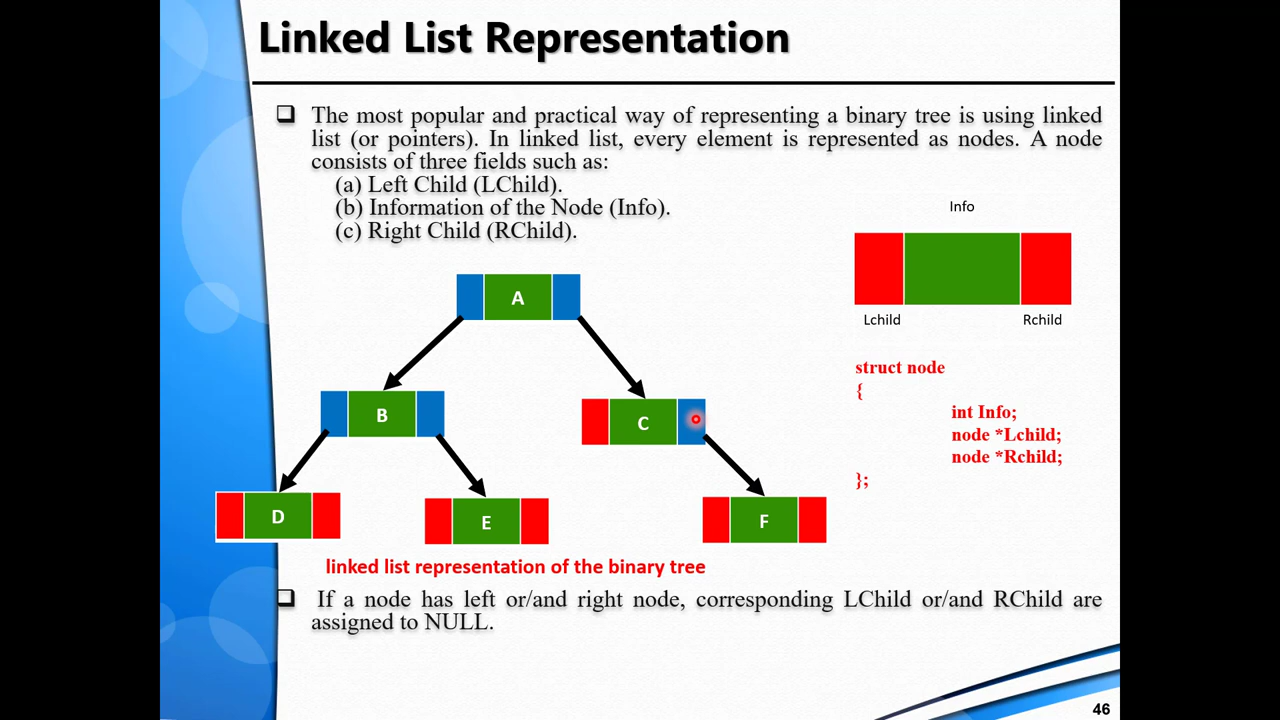 Linked List Representation
The most popular and practical way of representing a binary tree is using linked
list (or pointers). In linked list, every element is represented as nodes. A node
consists of three fields such as:
(a) Left Child (LChild).
(b) Information of the Node (Info).
(c) Right Child (RChild).
Info
Lchild Rchild
A
B
C
D
E
F
struct node
{
int Info;
node *Lchild;
node *Rchild;
};
linked list representation of the binary tree
If a node has left or/and right node, corresponding LChild or/and RChild are
assigned to NULL.
46